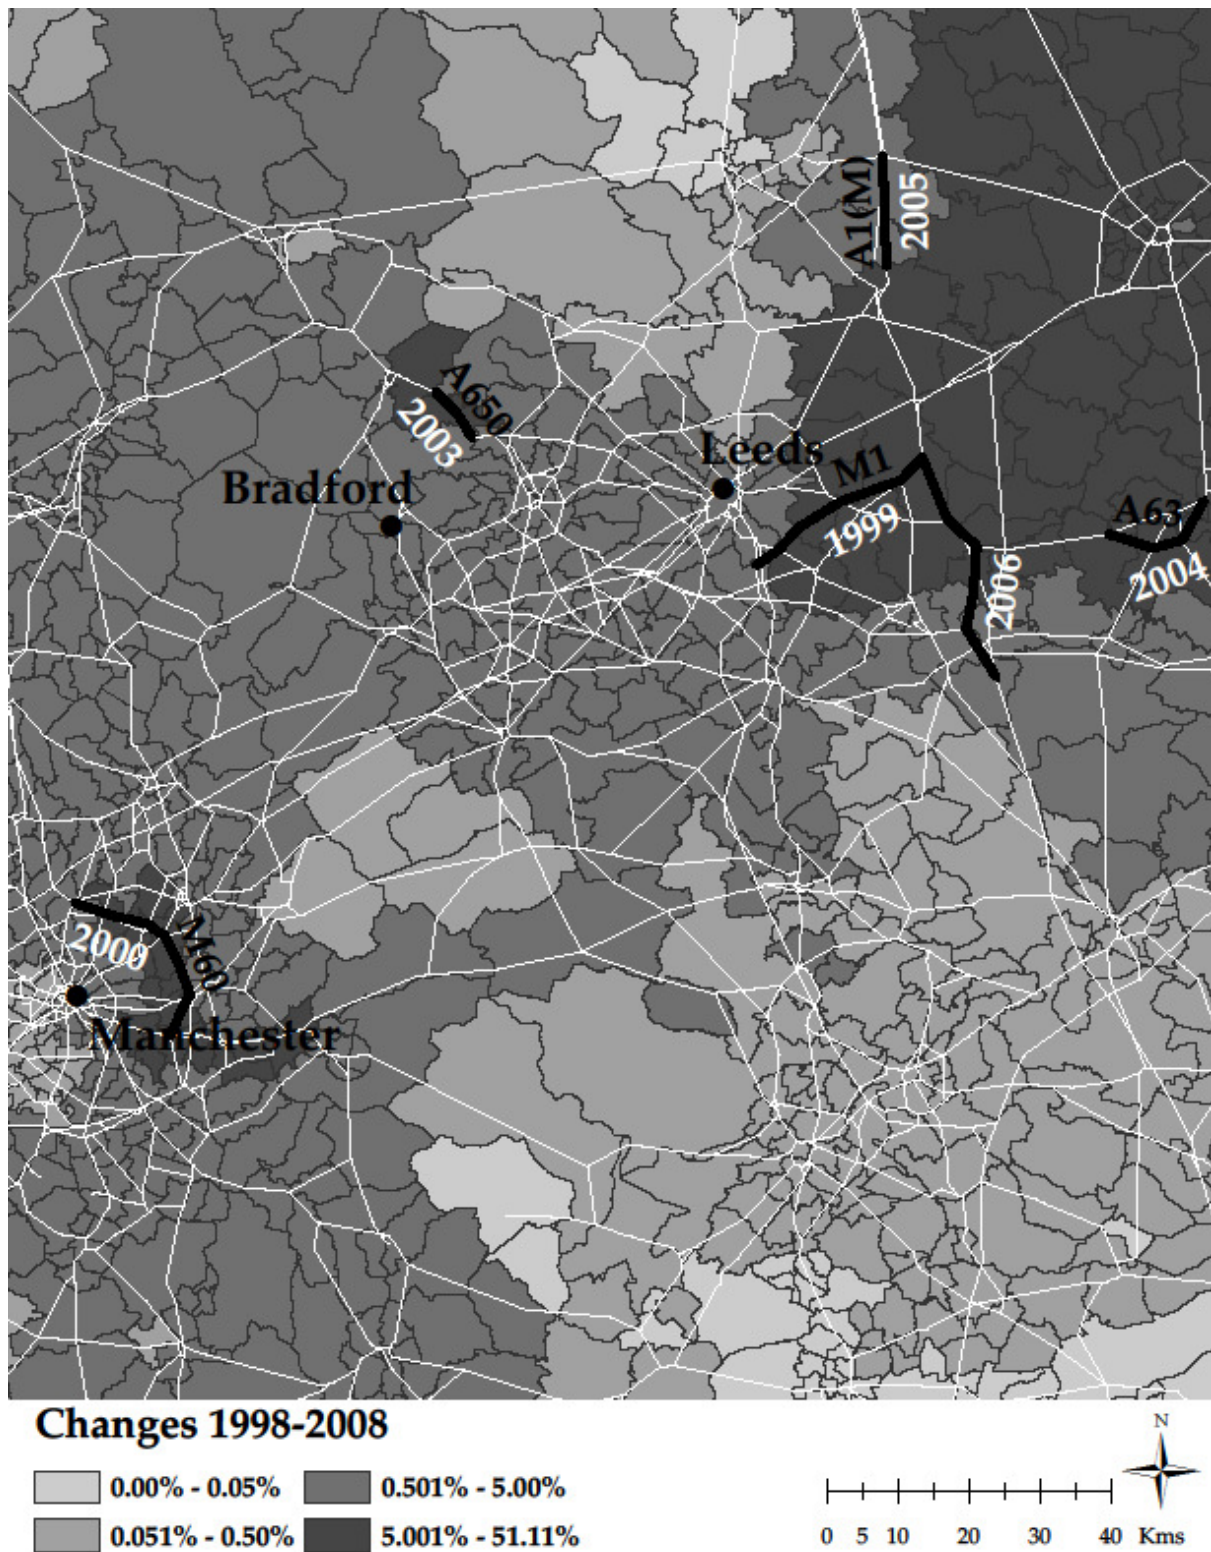 A1(M)
2005
A650
2003
Leeds
Bradford
M1
1999
A63
2004
2006
M60
2000
Manchester
Changes 1998-2008
0.00% - 0.05%
0.501% - 5.00%
0.051% - 0.50%
5.001% - 51.11%
N
0 5 10 20 30 40 Kms